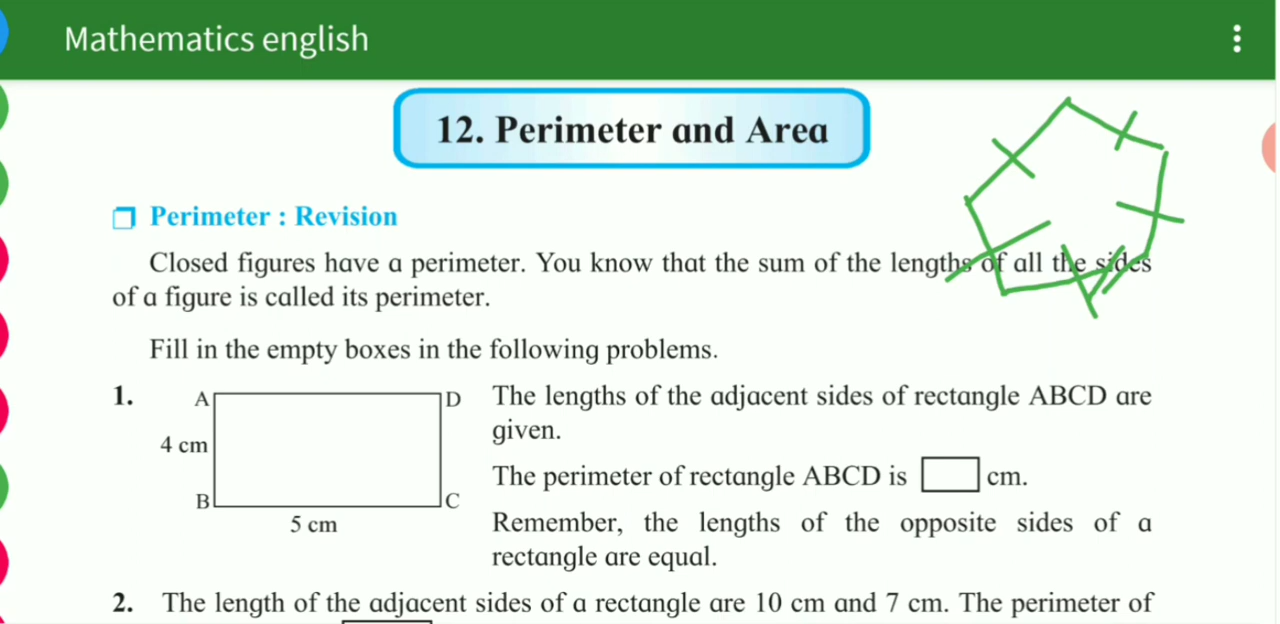 Mathematics english
12. Perimeter and Area
Perimeter : Revision
Closed figures have a perimeter. You know that the sum of the lengths of all the sides
of a figure is called its perimeter.
Fill in the empty boxes in the following problems.
1.
A
D
4 cm
B
C
5 cm
The lengths of the adjacent sides of rectangle ABCD are
given.
The perimeter of rectangle ABCD is cm.
Remember, the lengths of the opposite sides of a
rectangle are equal.
2. The length of the adjacent sides of a rectangle are 10 cm and 7 cm. The perimeter of